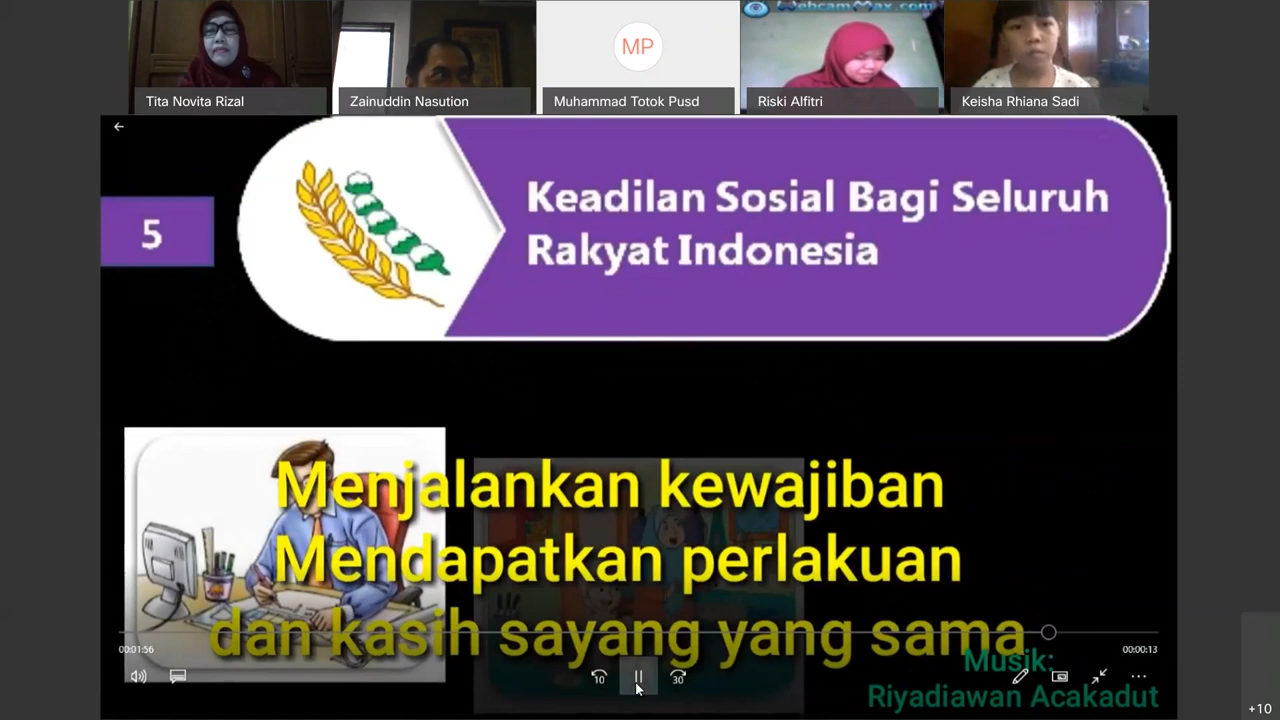 WebcamMax.com
Tita Novita Rizal
Zainuddin Nasution
MP
Muhammad Totok Pusd
Riski Alfitri
Keisha Rhiana Sadi
5
Keadilan Sosial Bagi Seluruh
Rakyat Indonesia
Menjalankan kewajiban
Mendapatkan perlakuan
dan kasih sayang yang sama
00:01:56
00:00:13
10
30
Musik:
Riyadiawan Acakadut
+10